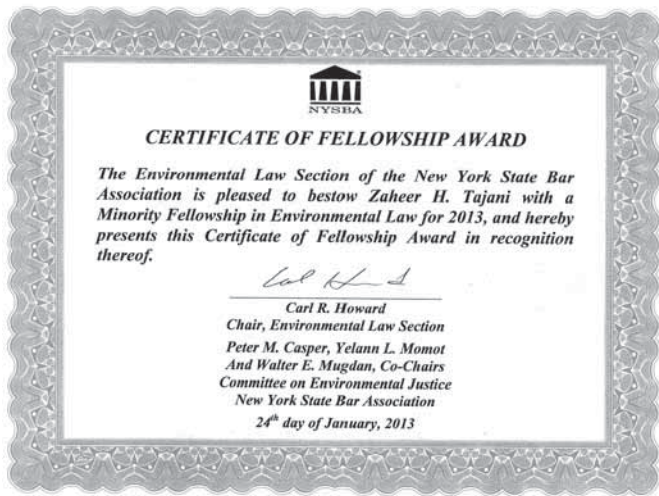 NYSBA
CERTIFICATE OF FELLOWSHIP AWARD
The Environmental Law Section of the New York State Bar
Association is pleased to bestow Zaheer H. Tajani with a
Minority Fellowship in Environmental Law for 2013, and hereby
presents this Certificate of Fellowship Award in recognition
thereof.
Carl R. Howard
Chair, Environmental Law Section
Peter M. Casper, Yelann L. Momot
And Walter E. Mugdan, Co-Chairs
Committee on Environmental Justice
New York State Bar Association
24th day of January, 2013